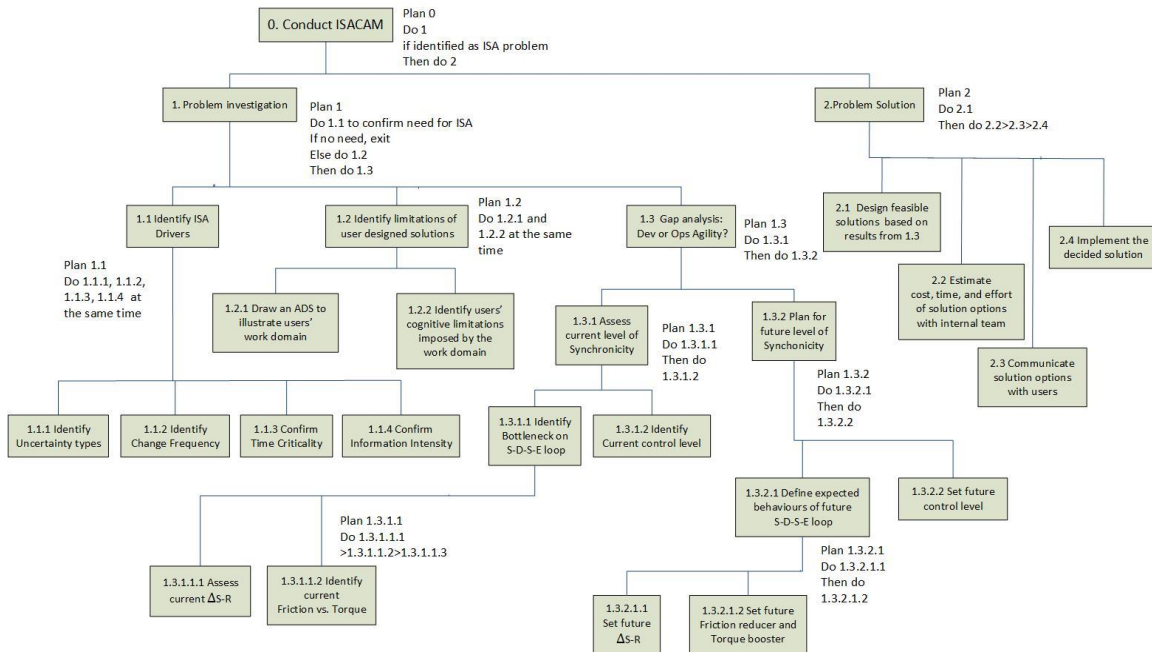 0. Conduct ISACAM
Plan 0
Do 1
if identified as ISA problem
Then do 2
1. Problem investigation
Plan 1
Do 1.1 to confirm need for ISA
If no need, exit
Else do 1.2
Then do 1.3
2.Problem Solution
Plan 2
Do 2.1
Then do 2.2>2.3>2.4
1.1 Identify ISA
Drivers
Plan 1.1
Do 1.1.1, 1.1.2,
1.1.3, 1.1.4 at
the same time
1.2 Identify limitations of
user designed solutions
Plan 1.2
Do 1.2.1 and
1.2.2 at the same
time
1.3 Gap analysis:
Dev or Ops Agility?
Plan 1.3
Do 1.3.1
Then do 1.3.2
2.1 Design feasible
solutions based on
results from 1.3
2.2 Estimate
cost, time, and effort
of solution options
with internal team
2.3 Communicate
solution options
with users
2.4 Implement the
decided solution
1.2.1 Draw an ADS to
illustrate users'
work domain
1.2.2 Identify users'
cognitive limitations
imposed by the
work domain
1.3.1 Assess
current level of
Synchronicity
Plan 1.3.1
Do 1.3.1.1
Then do
1.3.1.2
1.3.2 Plan for
future level of
Synchonicity
Plan 1.3.2
Do 1.3.2.1
Then do
1.3.2.2
1.1.1 Identify
Uncertainty types
1.1.2 Identify
Change Frequency
1.1.3 Confirm
Time Criticality
1.1.4 Confirm
Information Intensity
1.3.1.1 Identify
Bottleneck on
S-D-S-E loop
1.3.1.2 Identify
Current control level
1.3.2.1 Define expected
behaviours of future
S-D-S-E loop
1.3.2.2 Set future
control level
Plan 1.3.1.1
Do 1.3.1.1.1
>1.3.1.1.2>1.3.1.1.3
Plan 1.3.2.1
Do 1.3.2.1.1
Then do
1.3.2.1.2
1.3.1.1.1 Assess
current ΔS-R
1.3.1.1.2 Identify
current
Friction vs. Torque
1.3.2.1.1
Set future
ΔS-R
1.3.2.1.2 Set future
Friction reducer and
Torque booster